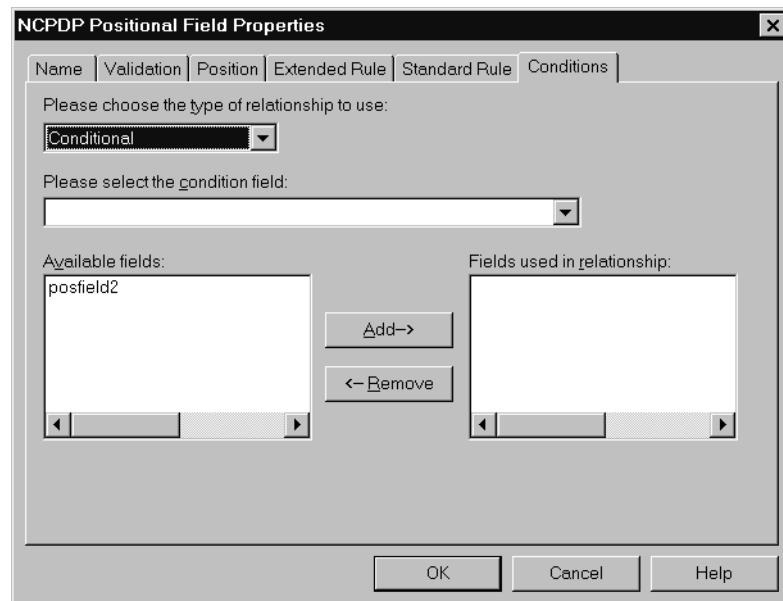 NCPDP Positional Field Properties
Name Validation Position Extended Rule Standard Rule Conditions
Please choose the type of relationship to use:
Conditional
Please select the condition field:
Available fields:
Fields used in relationship:
posfield2
Add-->
<-- Remove
OK Cancel Help